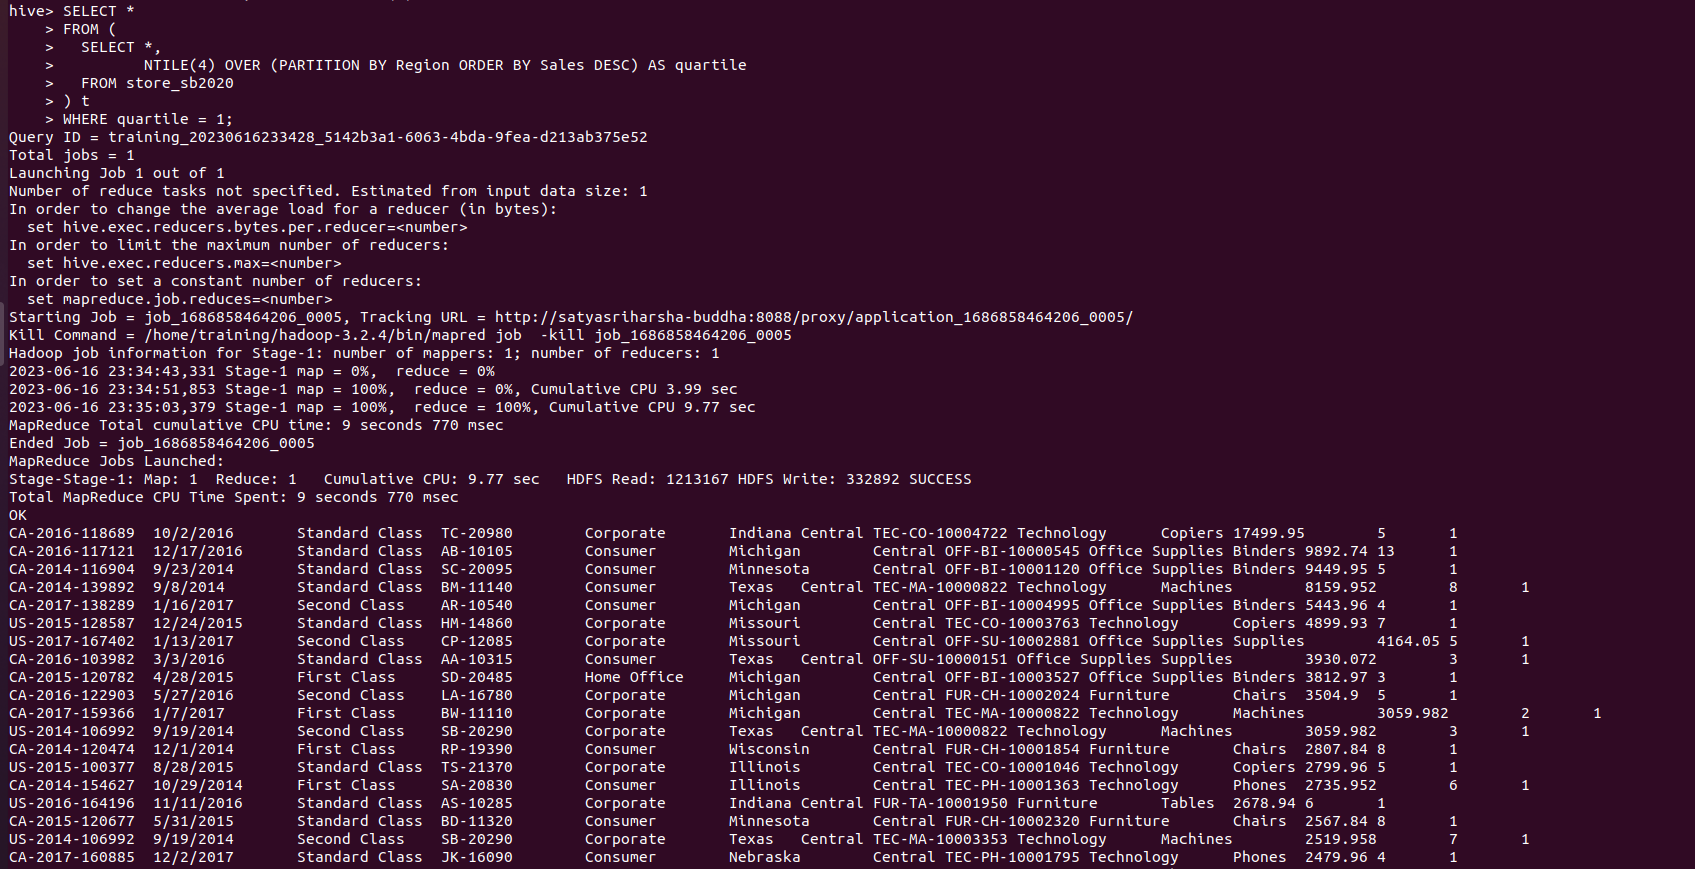 hive> SELECT *
    > FROM (
    >   SELECT *,
    >          NTILE(4) OVER (PARTITION BY Region ORDER BY Sales DESC) AS quartile
    >   FROM store_sb2020
    > ) t
    > WHERE quartile = 1;
Query ID = training_20230616233428_5142b3a1-6063-4bda-9fea-d213ab375e52
Total jobs = 1
Launching Job 1 out of 1
Number of reduce tasks not specified. Estimated from input data size: 1
In order to change the average load for a reducer (in bytes):
  set hive.exec.reducers.bytes.per.reducer=<number>
In order to limit the maximum number of reducers:
  set hive.exec.reducers.max=<number>
In order to set a constant number of reducers:
  set mapreduce.job.reduces=<number>
Starting Job = job_1686858464206_0005, Tracking URL = http://satyasriharsha-buddha:8088/proxy/application_1686858464206_0005/
Kill Command = /home/training/hadoop-3.2.4/bin/mapred job  -kill job_1686858464206_0005
Hadoop job information for Stage-1: number of mappers: 1; number of reducers: 1
2023-06-16 23:34:43,331 Stage-1 map = 0%,  reduce = 0%
2023-06-16 23:34:51,853 Stage-1 map = 100%,  reduce = 0%, Cumulative CPU 3.99 sec
2023-06-16 23:35:03,379 Stage-1 map = 100%,  reduce = 100%, Cumulative CPU 9.77 sec
MapReduce Total cumulative CPU time: 9 seconds 770 msec
Ended Job = job_1686858464206_0005
MapReduce Jobs Launched:
Stage-Stage-1: Map: 1  Reduce: 1   Cumulative CPU: 9.77 sec   HDFS Read: 1213167 HDFS Write: 332892 SUCCESS
Total MapReduce CPU Time Spent: 9 seconds 770 msec
OK
CA-2016-118689  10/2/2016       Standard Class  TC-20980        Corporate       Indiana Central TEC-CO-10004722 Technology      Copiers 17499.95        5       1
CA-2016-117121  12/17/2016      Standard Class  AB-10105        Consumer        Michigan        Central OFF-BI-10000545 Office Supplies Binders 9892.74 13      1
CA-2014-116904  9/23/2014       Standard Class  SC-20095        Consumer        Minnesota       Central OFF-BI-10001120 Office Supplies Binders 9449.95 5       1
CA-2014-139892  9/8/2014        Standard Class  BM-11140        Consumer        Texas   Central TEC-MA-10000822 Technology      Machines        8159.952        8       1
CA-2017-138289  1/16/2017       Second Class    AR-10540        Consumer        Michigan        Central OFF-BI-10004995 Office Supplies Binders 5443.96 4       1
US-2015-128587  12/24/2015      Standard Class  HM-14860        Corporate       Missouri        Central TEC-CO-10003763 Technology      Copiers 4899.93 7       1
US-2017-167402  1/13/2017       Second Class    CP-12085        Corporate       Missouri        Central OFF-SU-10002881 Office Supplies Supplies        4164.05 5       1
CA-2016-103982  3/3/2016        Standard Class  AA-10315        Consumer        Texas   Central OFF-SU-10000151 Office Supplies Supplies        3930.072        3       1
CA-2015-120782  4/28/2015       First Class     SD-20485        Home Office     Michigan        Central OFF-BI-10003527 Office Supplies Binders 3812.97 3       1
CA-2016-122903  5/27/2016       Second Class    LA-16780        Corporate       Michigan        Central FUR-CH-10002024 Furniture       Chairs  3504.9  5       1
CA-2017-159366  1/7/2017        First Class     BW-11110        Corporate       Michigan        Central TEC-MA-10000822 Technology      Machines        3059.982        2       1
US-2014-106992  9/19/2014       Second Class    SB-20290        Corporate       Texas   Central TEC-MA-10000822 Technology      Machines        3059.982        3       1
CA-2014-120474  12/1/2014       First Class     RP-19390        Consumer        Wisconsin       Central FUR-CH-10001854 Furniture       Chairs  2807.84 8       1
US-2015-100377  8/28/2015       Standard Class  TS-21370        Corporate       Illinois        Central TEC-CO-10001046 Technology      Copiers 2799.96 5       1
CA-2014-154627  10/29/2014      First Class     SA-20830        Consumer        Illinois        Central TEC-PH-10001363 Technology      Phones  2735.952        6       1
US-2016-164196  11/11/2016      Standard Class  AS-10285        Corporate       Indiana Central FUR-TA-10001950 Furniture       Tables  2678.94 6       1
CA-2015-120677  5/31/2015       Standard Class  BD-11320        Consumer        Minnesota       Central FUR-CH-10002320 Furniture       Chairs  2567.84 8       1
US-2014-106992  9/19/2014       Second Class    SB-20290        Corporate       Texas   Central TEC-MA-10003353 Technology      Machines        2519.958        7       1
CA-2017-160885  12/2/2017       Standard Class  JK-16090        Consumer        Nebraska        Central TEC-PH-10001795 Technology      Phones  2479.96 4       1